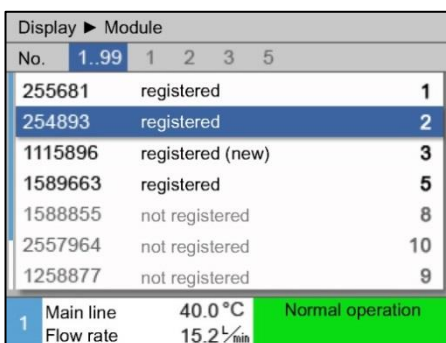 Display ► Module
No. 1..99 1 2 3 5
255681 registered 1
254893 registered 2
1115896 registered (new) 3
1589663 registered 5
1588855 not registered 8
2557964 not registered 10
1258877 not registered 9
1 Main line 40.0 °C Normal operation
Flow rate 15.2 L/min